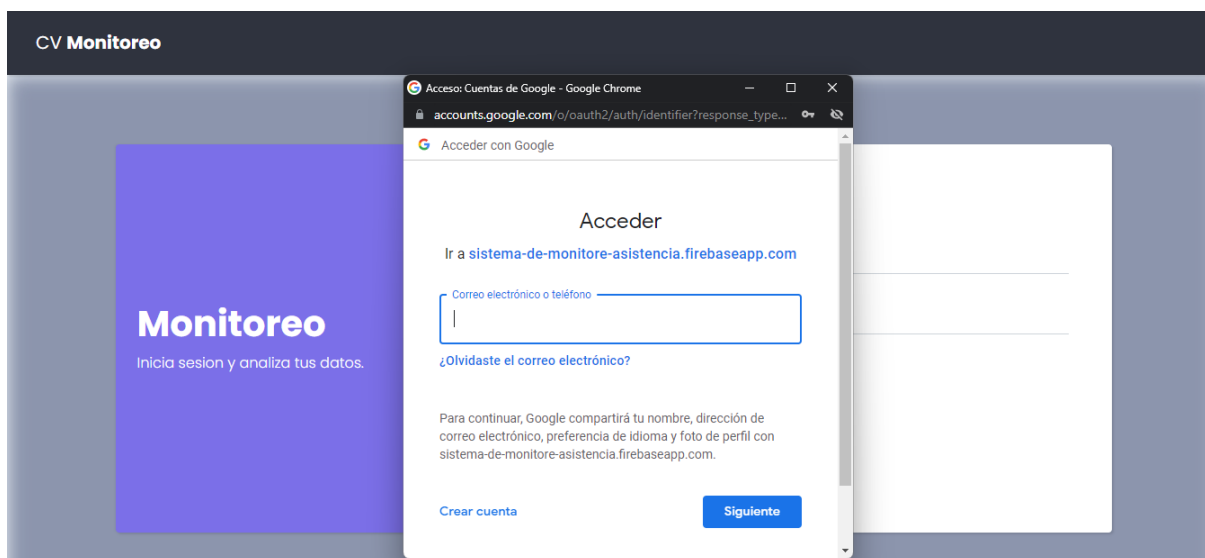 CV Monitoreo
Acceso: Cuentas de Google - Google Chrome
accounts.google.com/o/oauth2/auth/identifier?response_type...
Acceder con Google
Acceder
Ir a sistema-de-monitore-asistencia.firebaseapp.com
Correo electrónico o teléfono
¿Olvidaste el correo electrónico?
Para continuar, Google compartirá tu nombre, dirección de
correo electrónico, preferencia de idioma y foto de perfil con
sistema-de-monitore-asistencia.firebaseapp.com.
Crear cuenta
Siguiente
Monitoreo
Inicia sesion y analiza tus datos.